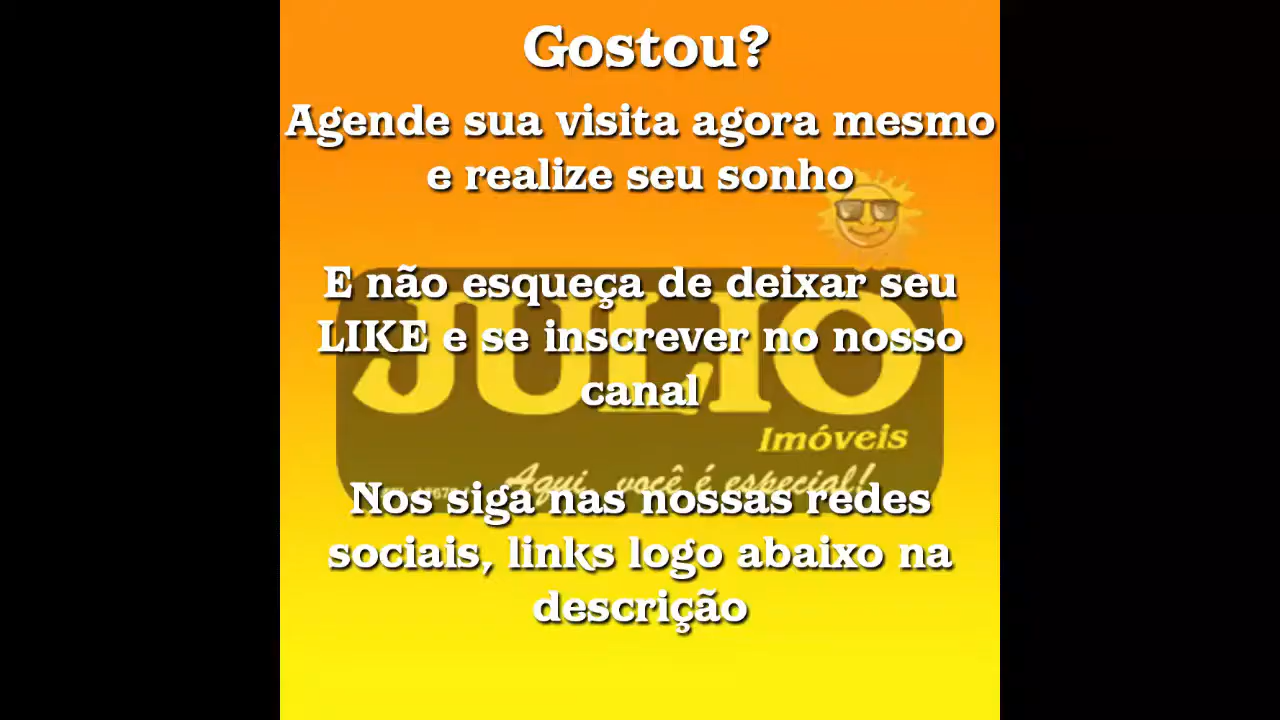 Gostou?
Agende sua visita agora mesmo
e realize seu sonho
E não esqueça de deixar seu
LIKE e se inscrever no nosso
canal
JULIO
Imóveis
Aqui, você é especial!
Nos siga nas nossas redes
sociais, links logo abaixo na
descrição